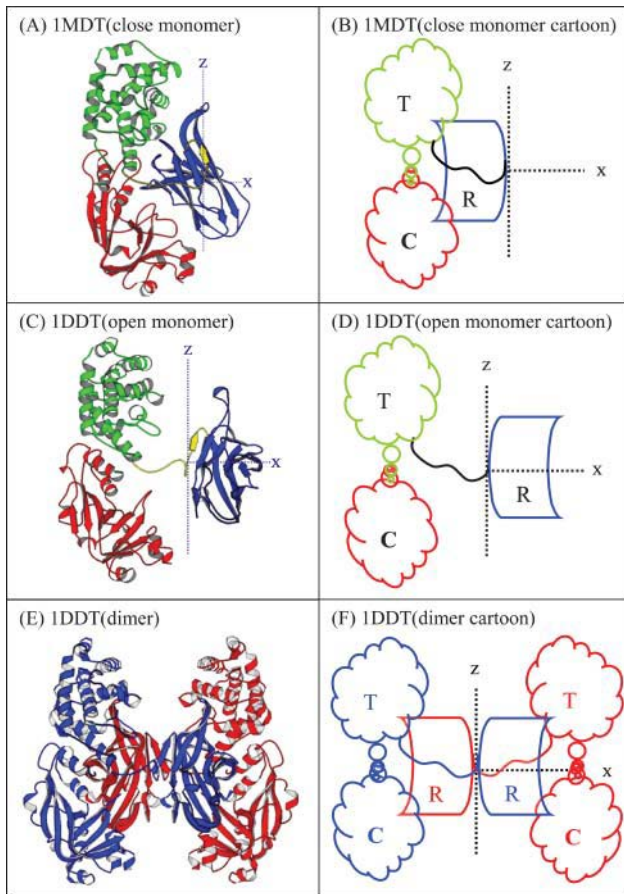 (A) 1MDT(close monomer)
z
x
(B) 1MDT(close monomer cartoon)
z
T
x
R
C
(C) 1DDT(open monomer)
z
x
(D) 1DDT(open monomer cartoon)
z
T
x
R
C
(E) 1DDT(dimer)
(F) 1DDT(dimer cartoon)
z
T T
x
R R
C C